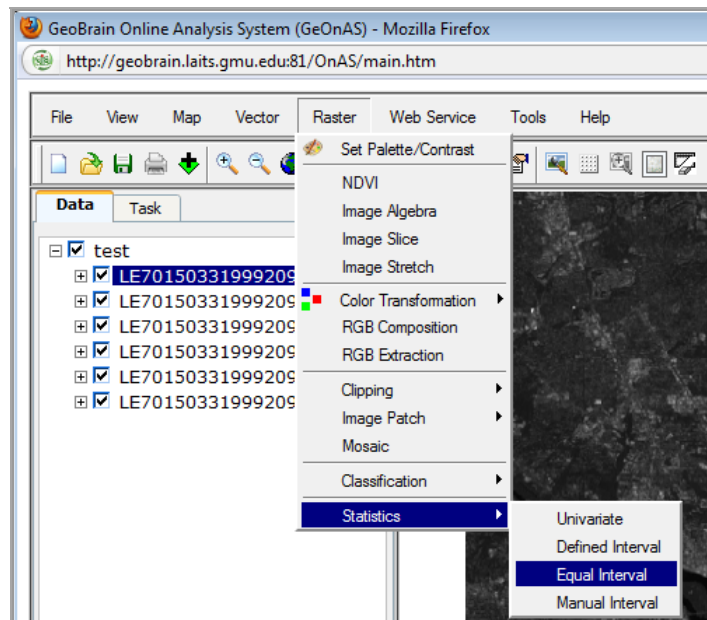 GeoBrain Online Analysis System (GeOnAS) - Mozilla Firefox
http://geobrain.laits.gmu.edu:81/OnAS/main.htm
File View Map Vector Raster Web Service Tools Help
Set Palette/Contrast
NDVI
Image Algebra
Image Slice
Image Stretch
Color Transformation
RGB Composition
RGB Extraction
Clipping
Image Patch
Mosaic
Classification
Statistics
Univariate
Defined Interval
Equal Interval
Manual Interval
Data Task
test
LE70150331999209
LE70150331999209
LE70150331999209
LE70150331999209
LE70150331999209
LE70150331999209